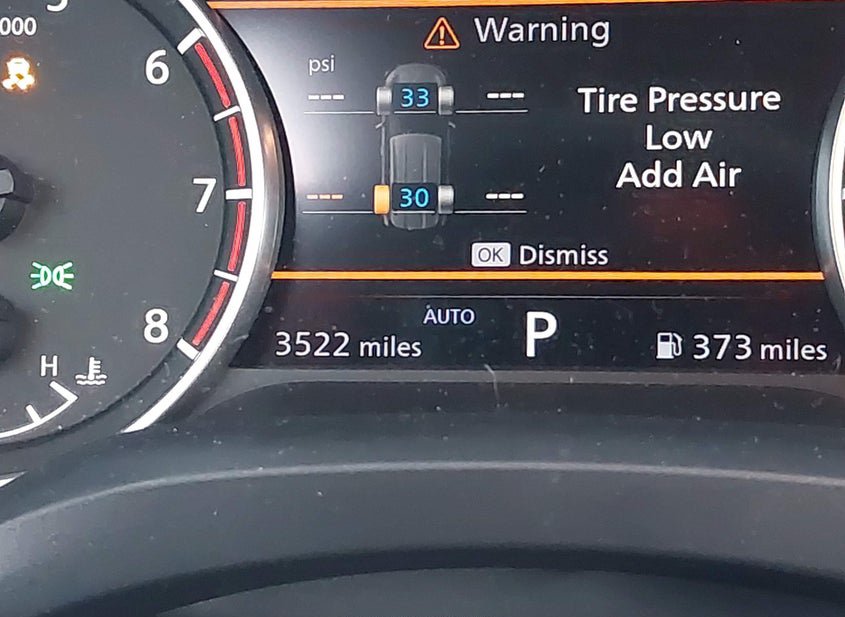 000
6
7
8
H
Warning
psi
--- 33 ---
--- 30 ---
Tire Pressure
Low
Add Air
OK Dismiss
AUTO
3522 miles
P
373 miles